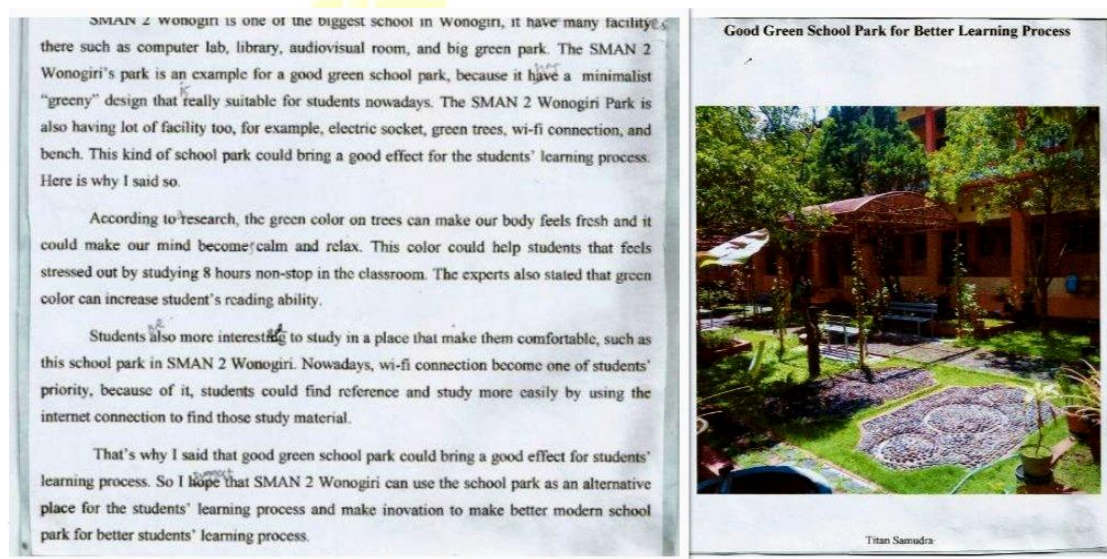 SMAN 2 Wonogiri is one of the biggest school in Wonogiri, it have many facilityes
there such as computer lab, library, audiovisual room, and big green park. The SMAN 2
has
Wonogiri's park is an example for a good green school park, because it have a minimalist
is
"greeny" design that really suitable for students nowadays. The SMAN 2 Wonogiri Park is
also having lot of facility too, for example, electric socket, green trees, wi-fi connection, and
bench. This kind of school park could bring a good effect for the students' learning process.
Here is why I said so.
According to research, the green color on trees can make our body feels fresh and it
could make our mind become calm and relax. This color could help students that feels
stressed out by studying 8 hours non-stop in the classroom. The experts also stated that green
color can increase student's reading ability.
Students also more interesting to study in a place that make them comfortable, such as
this school park in SMAN 2 Wonogiri. Nowadays, wi-fi connection become one of students'
priority, because of it, students could find reference and study more easily by using the
internet connection to find those study material.
That's why I said that good green school park could bring a good effect for students'
suggest
learning process. So I hope that SMAN 2 Wonogiri can use the school park as an alternative
place for the students' learning process and make inovation to make better modern school
park for better students' learning process.
Good Green School Park for Better Learning Process
Titan Samudra